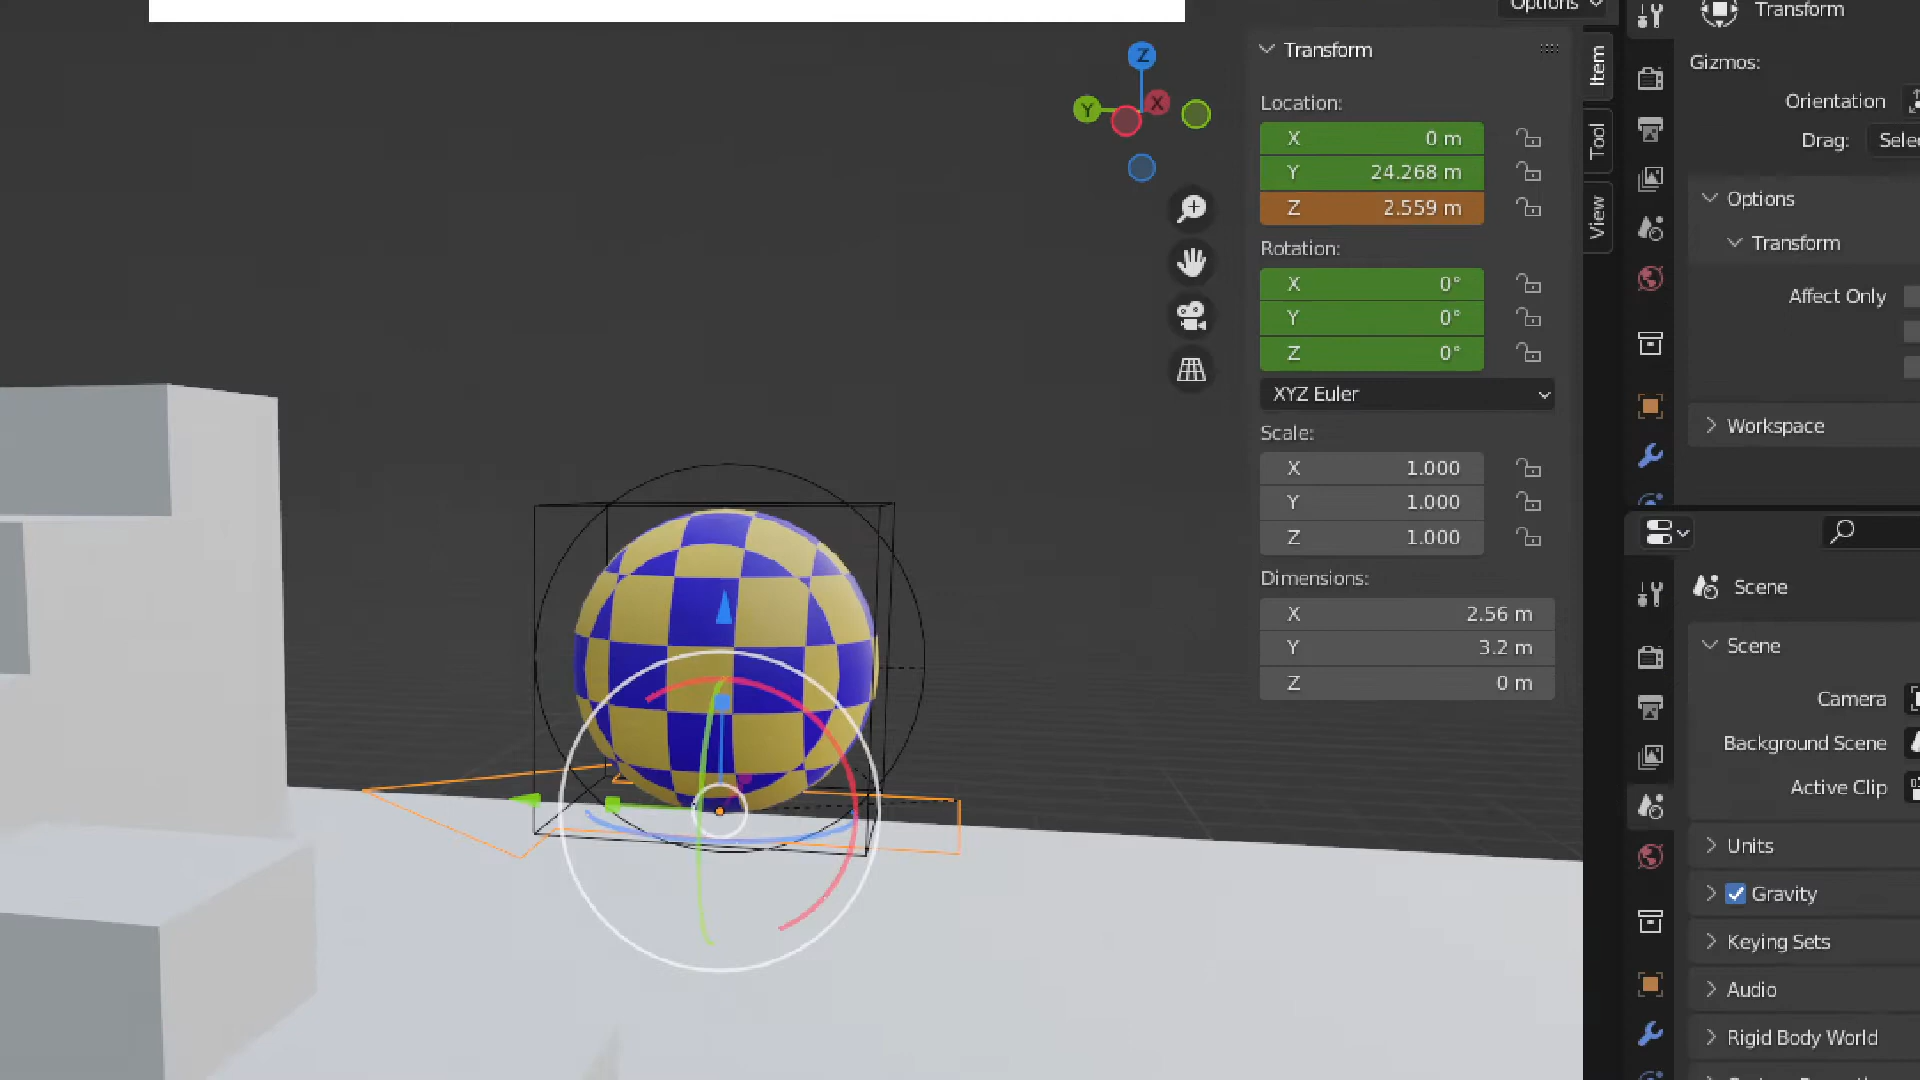 Options
Transform
Z
Y
X
Transform
Location:
X 0 m
Y 24.268 m
Z 2.559 m
Rotation:
X 0°
Y 0°
Z 0°
XYZ Euler
Scale:
X 1.000
Y 1.000
Z 1.000
Dimensions:
X 2.56 m
Y 3.2 m
Z 0 m
Item
Tool
View
Gizmos:
Orientation
Drag: Sele
Options
Transform
Affect Only
Workspace
Scene
Scene
Camera
Background Scene
Active Clip
Units
Gravity
Keying Sets
Audio
Rigid Body World